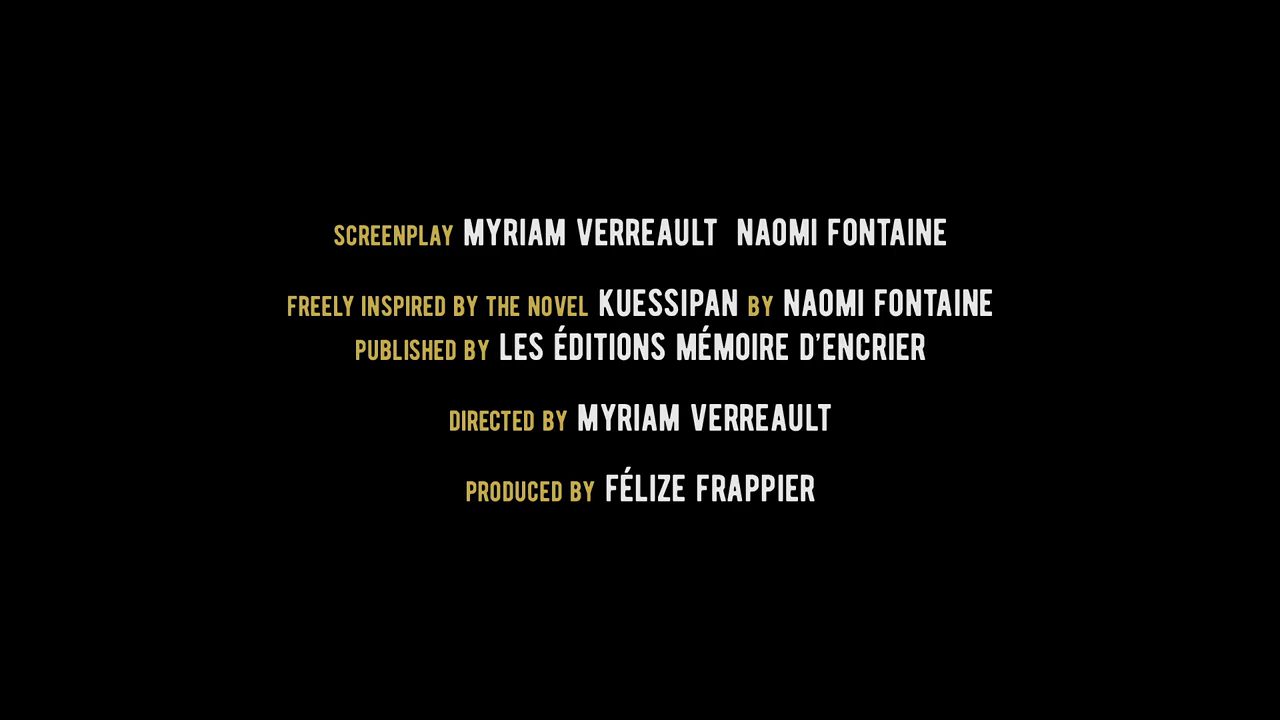 SCREENPLAY MYRIAM VERREAULT NAOMI FONTAINE
FREELY INSPIRED BY THE NOVEL KUESSIPAN BY NAOMI FONTAINE
PUBLISHED BY LES ÉDITIONS MÉMOIRE D’ENCRIER
DIRECTED BY MYRIAM VERREAULT
PRODUCED BY FÉLIZE FRAPPIER